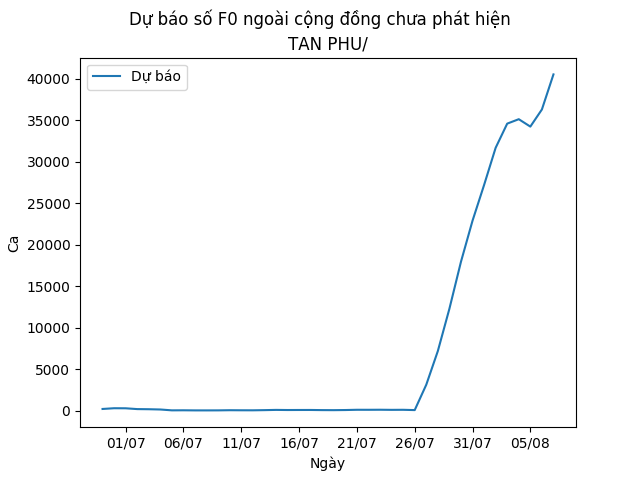 Dự báo số F0 ngoài cộng đồng chưa phát hiện
TAN PHU/
Dự báo
40000
35000
30000
25000
20000
15000
10000
5000
0
Ca
01/07 06/07 11/07 16/07 21/07 26/07 31/07 05/08
Ngày